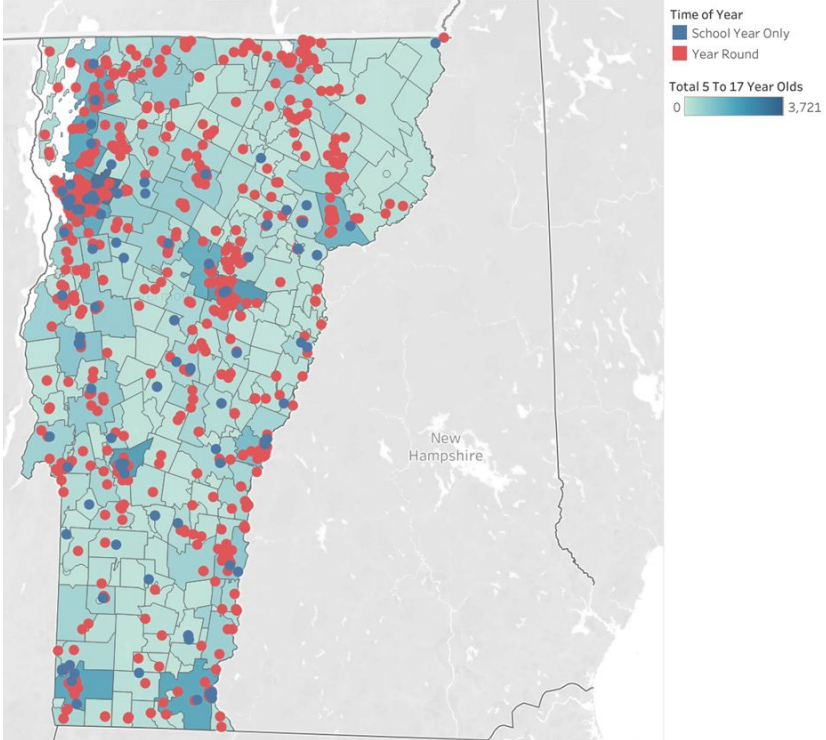 Time of Year
School Year Only
Year Round
Total 5 To 17 Year Olds
0 3,721
New
Hampshire